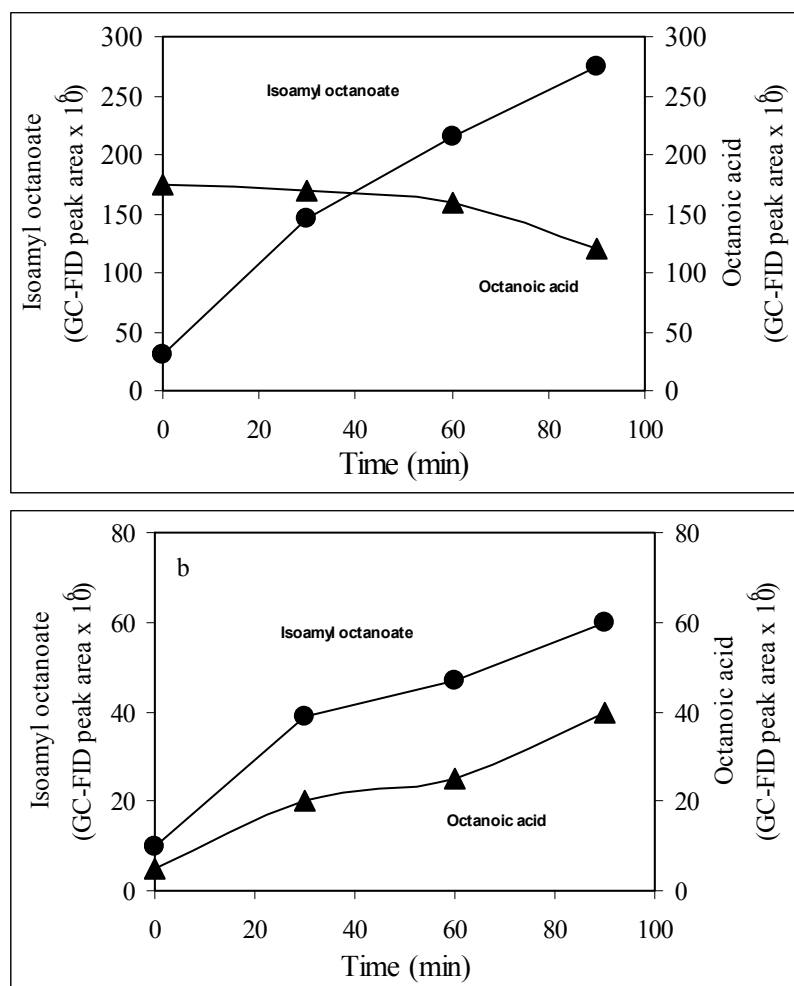 300
250
200
150
100
50
0
Isoamyl octanoate
(GC-FID peak area x 10^6)
Isoamyl octanoate
Octanoic acid
300
250
200
150
100
50
0
Octanoic acid
(GC-FID peak area x 10^6)
0 20 40 60 80 100
Time (min)
b
80
60
40
20
0
Isoamyl octanoate
(GC-FID peak area x 10^6)
Isoamyl octanoate
Octanoic acid
80
60
40
20
0
Octanoic acid
(GC-FID peak area x 10^6)
0 20 40 60 80 100
Time (min)